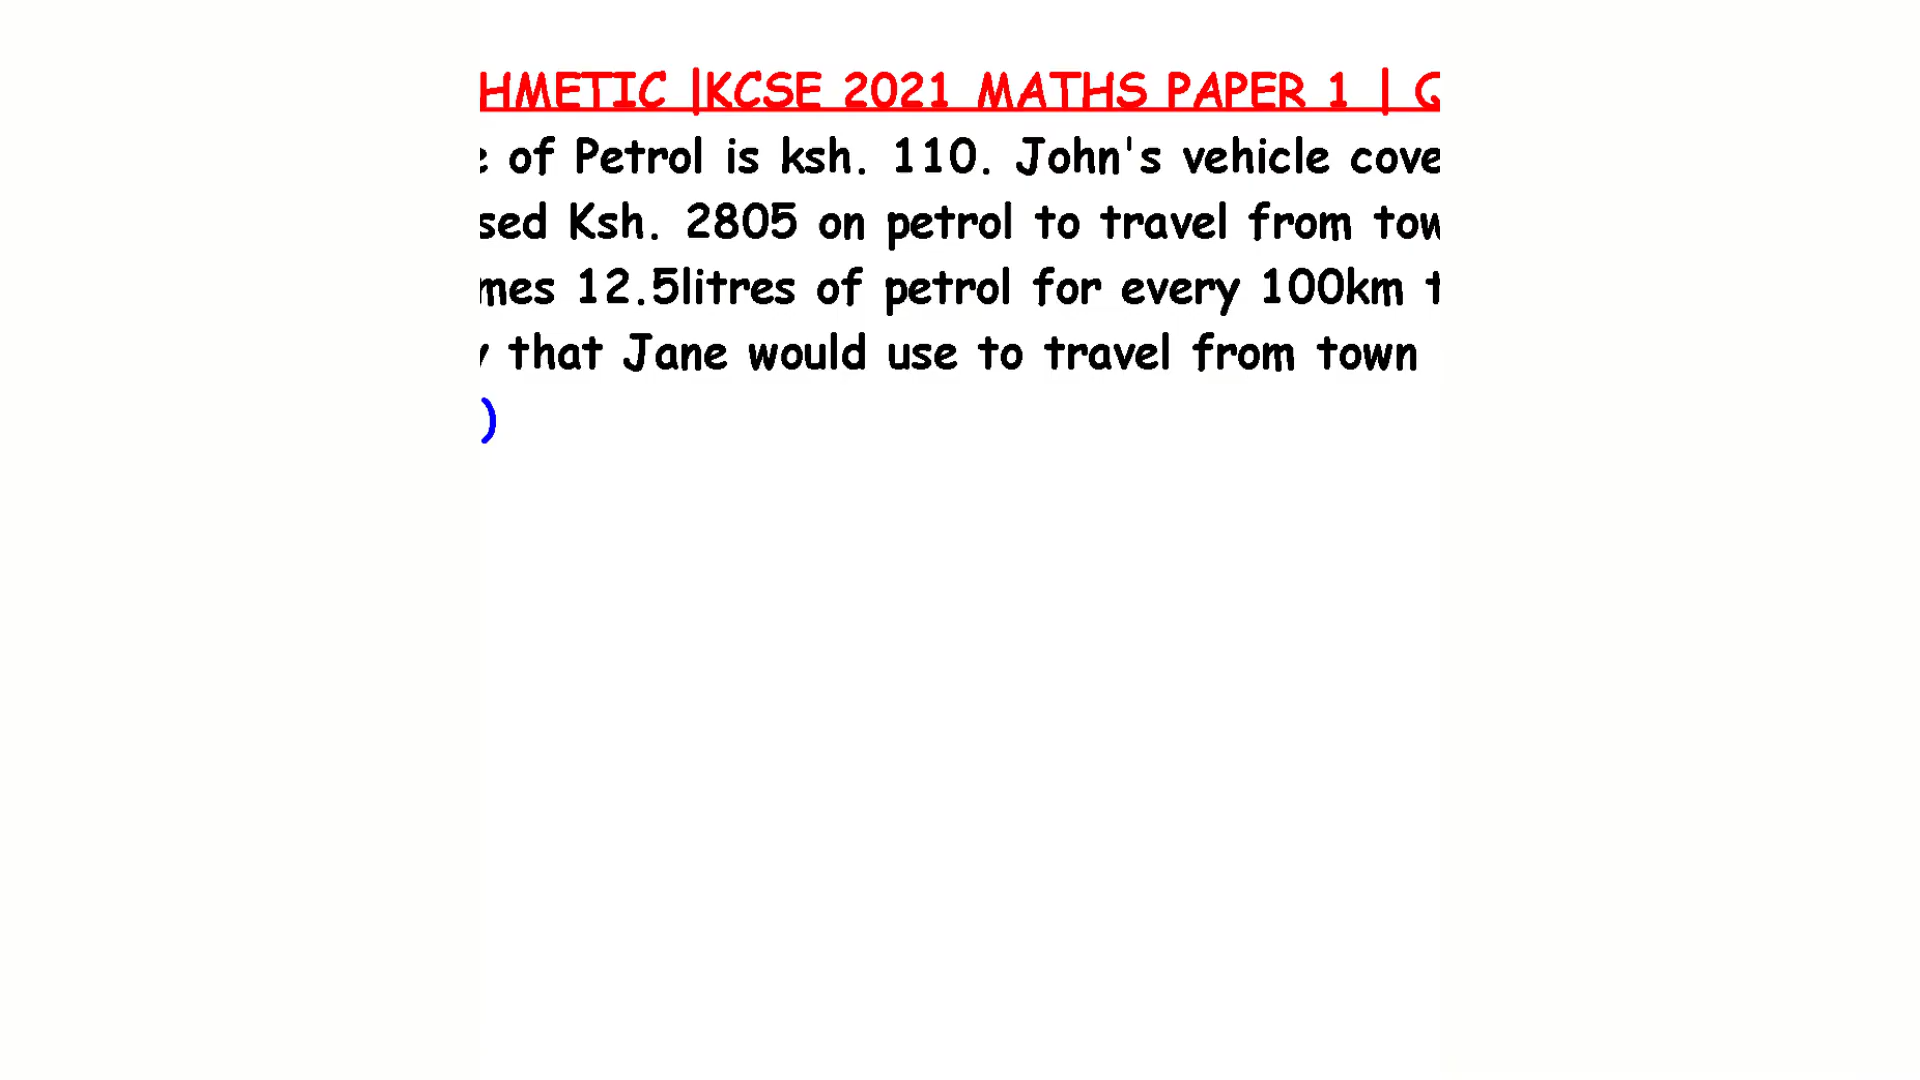 HMETIC |KCSE 2021 MATHS PAPER 1 | Q
e of Petrol is ksh. 110. John's vehicle cove
sed Ksh. 2805 on petrol to travel from tow
mes 12.5litres of petrol for every 100km t
y that Jane would use to travel from town
)